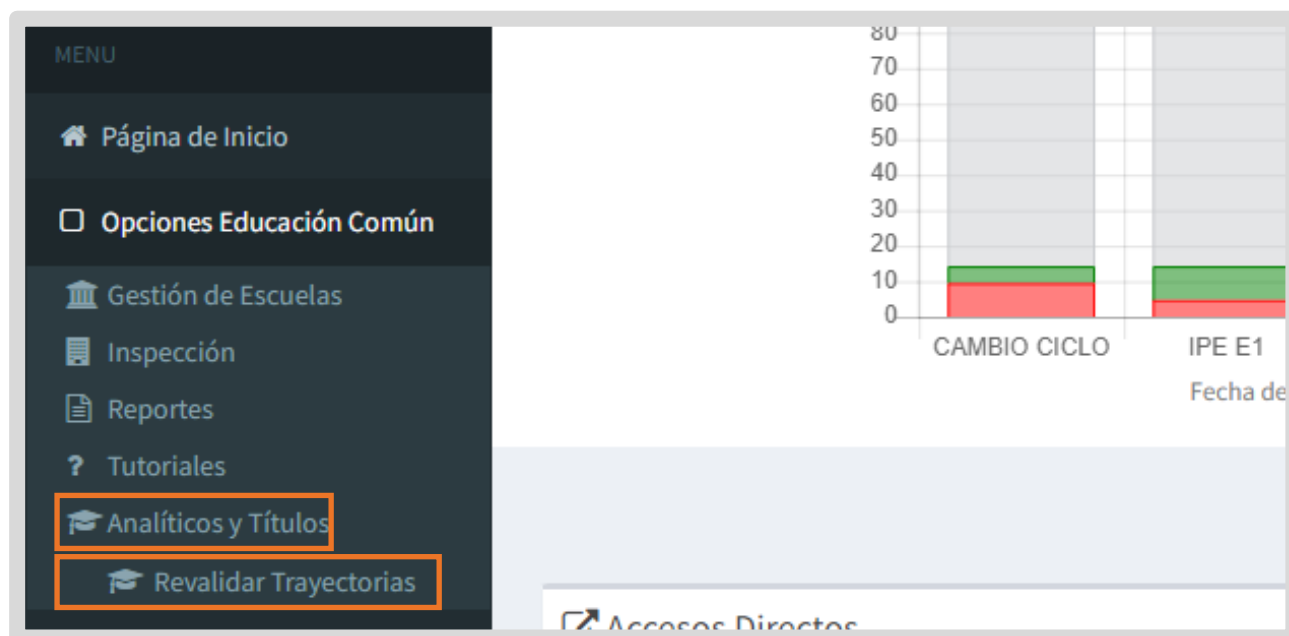 MENU
Página de Inicio
Opciones Educación Común
Gestión de Escuelas
Inspección
Reportes
? Tutoriales
Analíticos y Títulos
Revalidar Trayectorias
80
70
60
50
40
30
20
10
0
CAMBIO CICLO
IPE E1
Fecha de
Accesos Directos